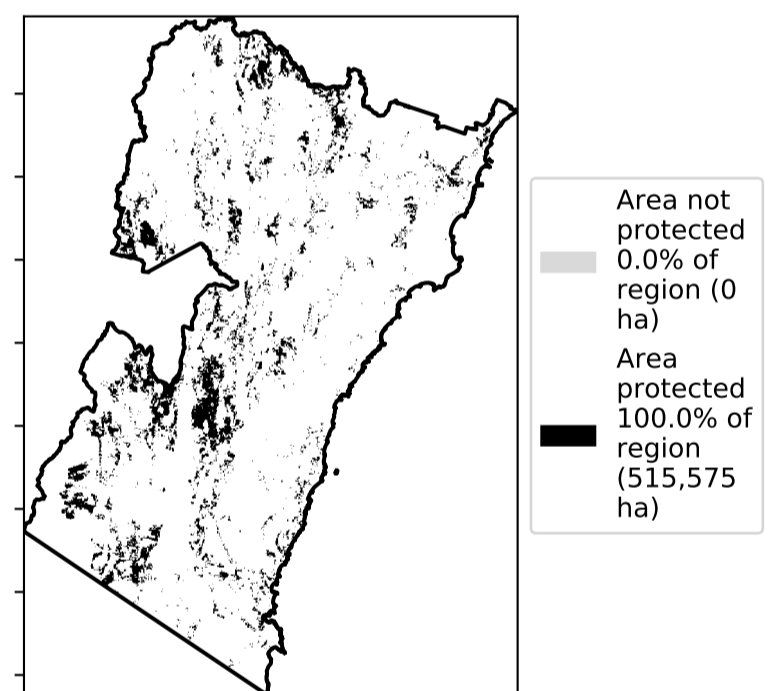 Area not
protected
0.0% of
region (0
ha)
Area
protected
100.0% of
region
(515,575
ha)